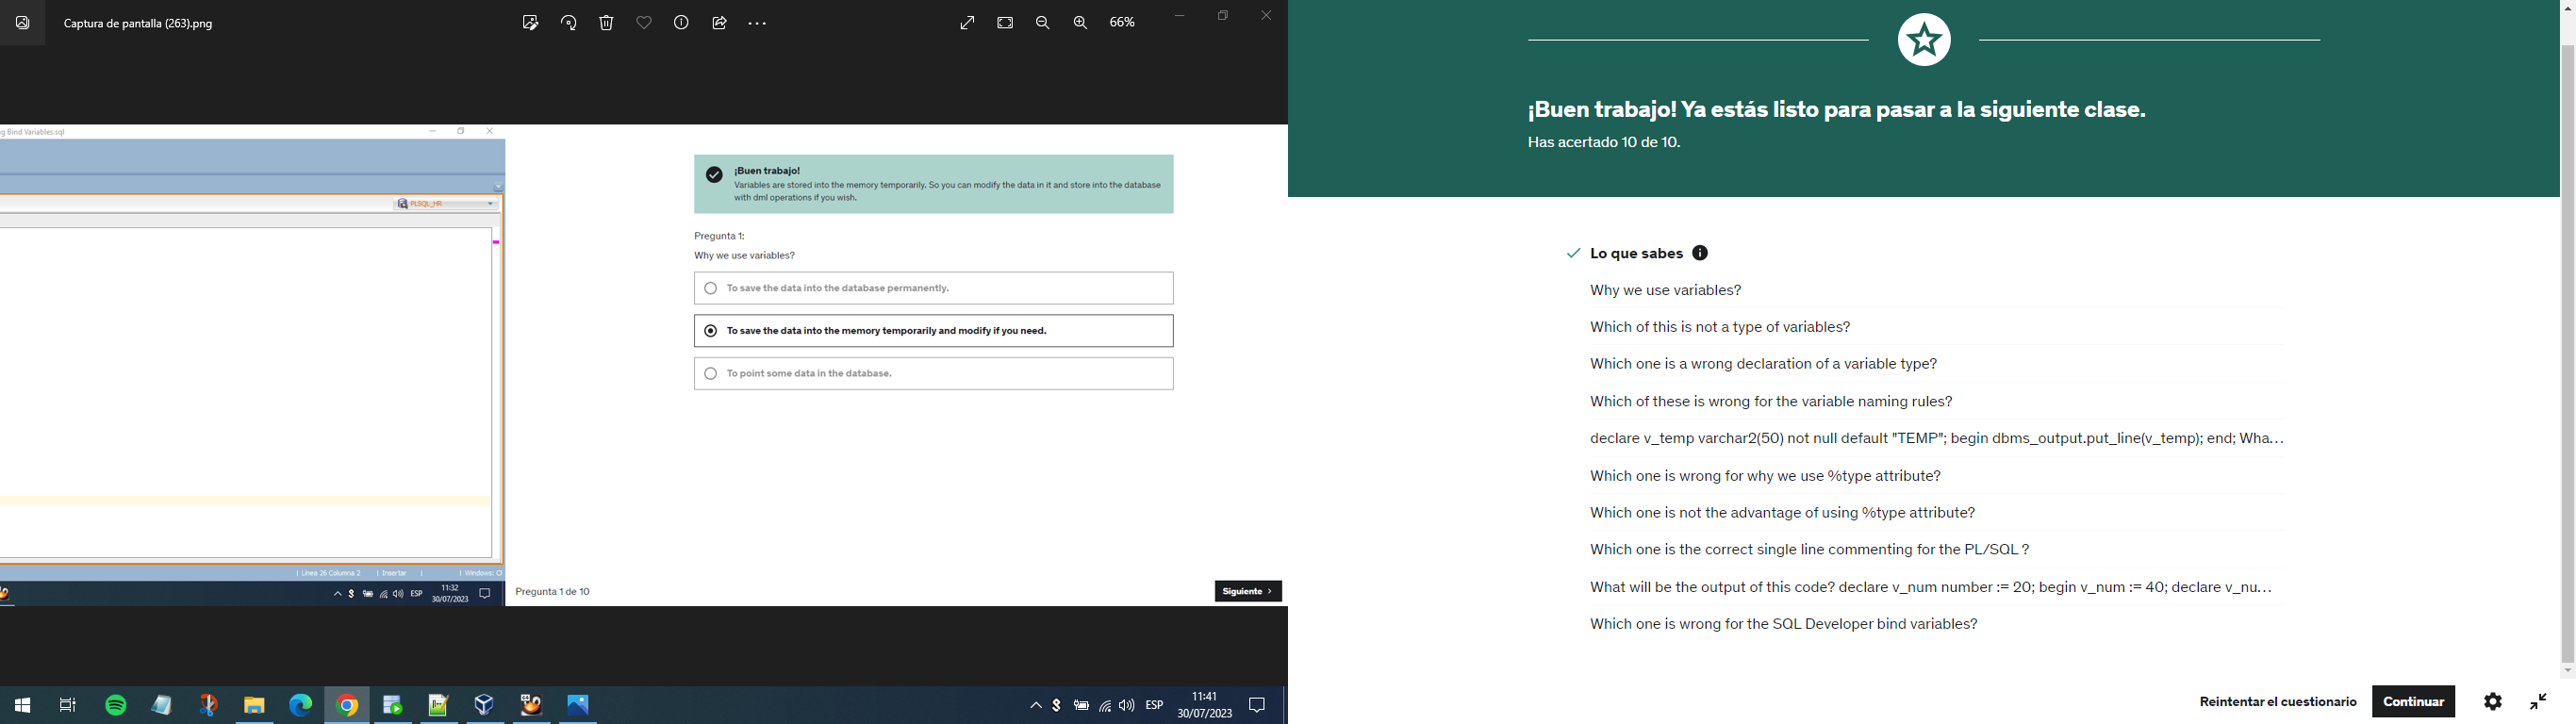 Captura de pantalla (263).png
66%
g Bind Variables.sql
PLSQL_HR
| Línea 26 Columna 2 | Insertar | | Windows: Cl
11:32
ESP
30/07/2023
¡Buen trabajo!
Variables are stored into the memory temporarily. So you can modify the data in it and store into the database
with dml operations if you wish.
Pregunta 1:
Why we use variables?
To save the data into the database permanently.
To save the data into the memory temporarily and modify if you need.
To point some data in the database.
Pregunta 1 de 10
Siguiente
11:41
ESP
30/07/2023
¡Buen trabajo! Ya estás listo para pasar a la siguiente clase.
Has acertado 10 de 10.
Lo que sabes
Why we use variables?
Which of this is not a type of variables?
Which one is a wrong declaration of a variable type?
Which of these is wrong for the variable naming rules?
declare v_temp varchar2(50) not null default "TEMP"; begin dbms_output.put_line(v_temp); end; Wha...
Which one is wrong for why we use %type attribute?
Which one is not the advantage of using %type attribute?
Which one is the correct single line commenting for the PL/SQL ?
What will be the output of this code? declare v_num number := 20; begin v_num := 40; declare v_nu...
Which one is wrong for the SQL Developer bind variables?
Reintentar el cuestionario
Continuar